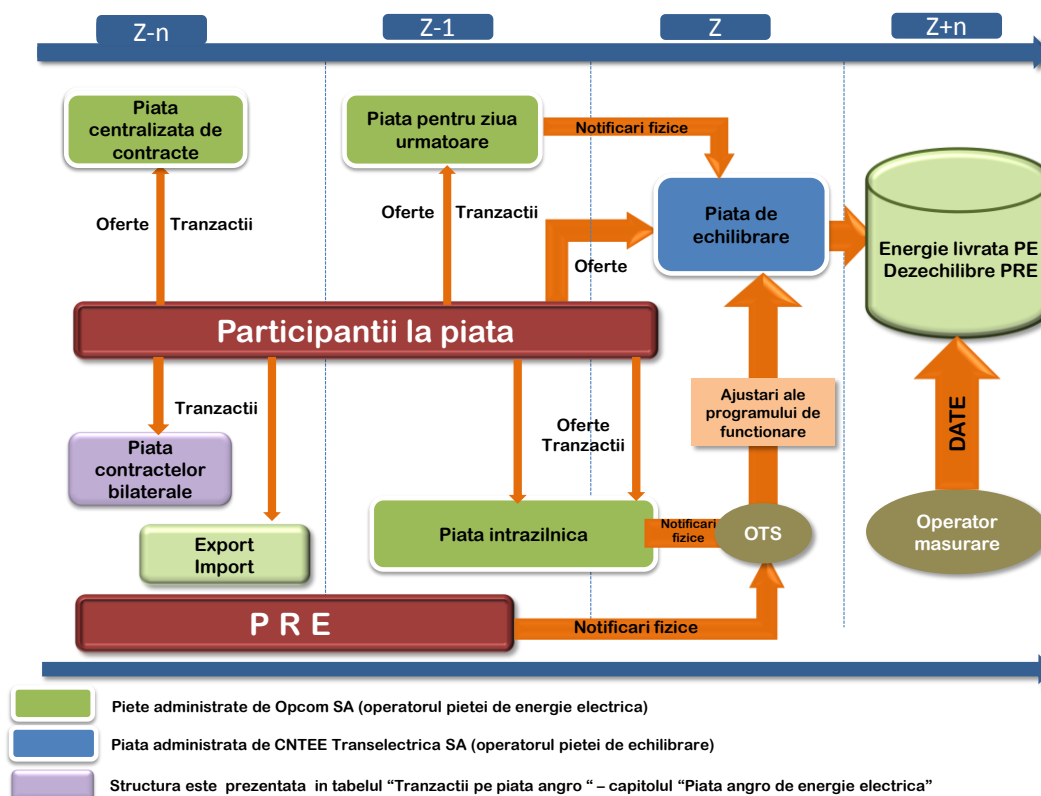 Z-n
Z-1
Z
Z+n
Piata
centralizata de
contracte
Piata pentru ziua
urmatoare
Notificari fizice
Piata de
echilibrare
Energie livrata PE
Dezechilibre PRE
Oferte
Tranzactii
Oferte
Tranzactii
Oferte
Participantii la piata
Tranzactii
Oferte
Tranzactii
Ajustari ale
programului de
functionare
DATE
Piata
contractelor
bilaterale
Export
Import
Piata intrazilnica
Notificari
fizice
OTS
Operator
masurare
P R E
Notificari fizice
Piete administrate de Opcom SA (operatorul pietei de energie electrica)
Piata administrata de CNTEE Transelectrica SA (operatorul pietei de echilibrare)
Structura este prezentata in tabelul “Tranzactii pe piata angro “ – capitolul “Piata angro de energie electrica”